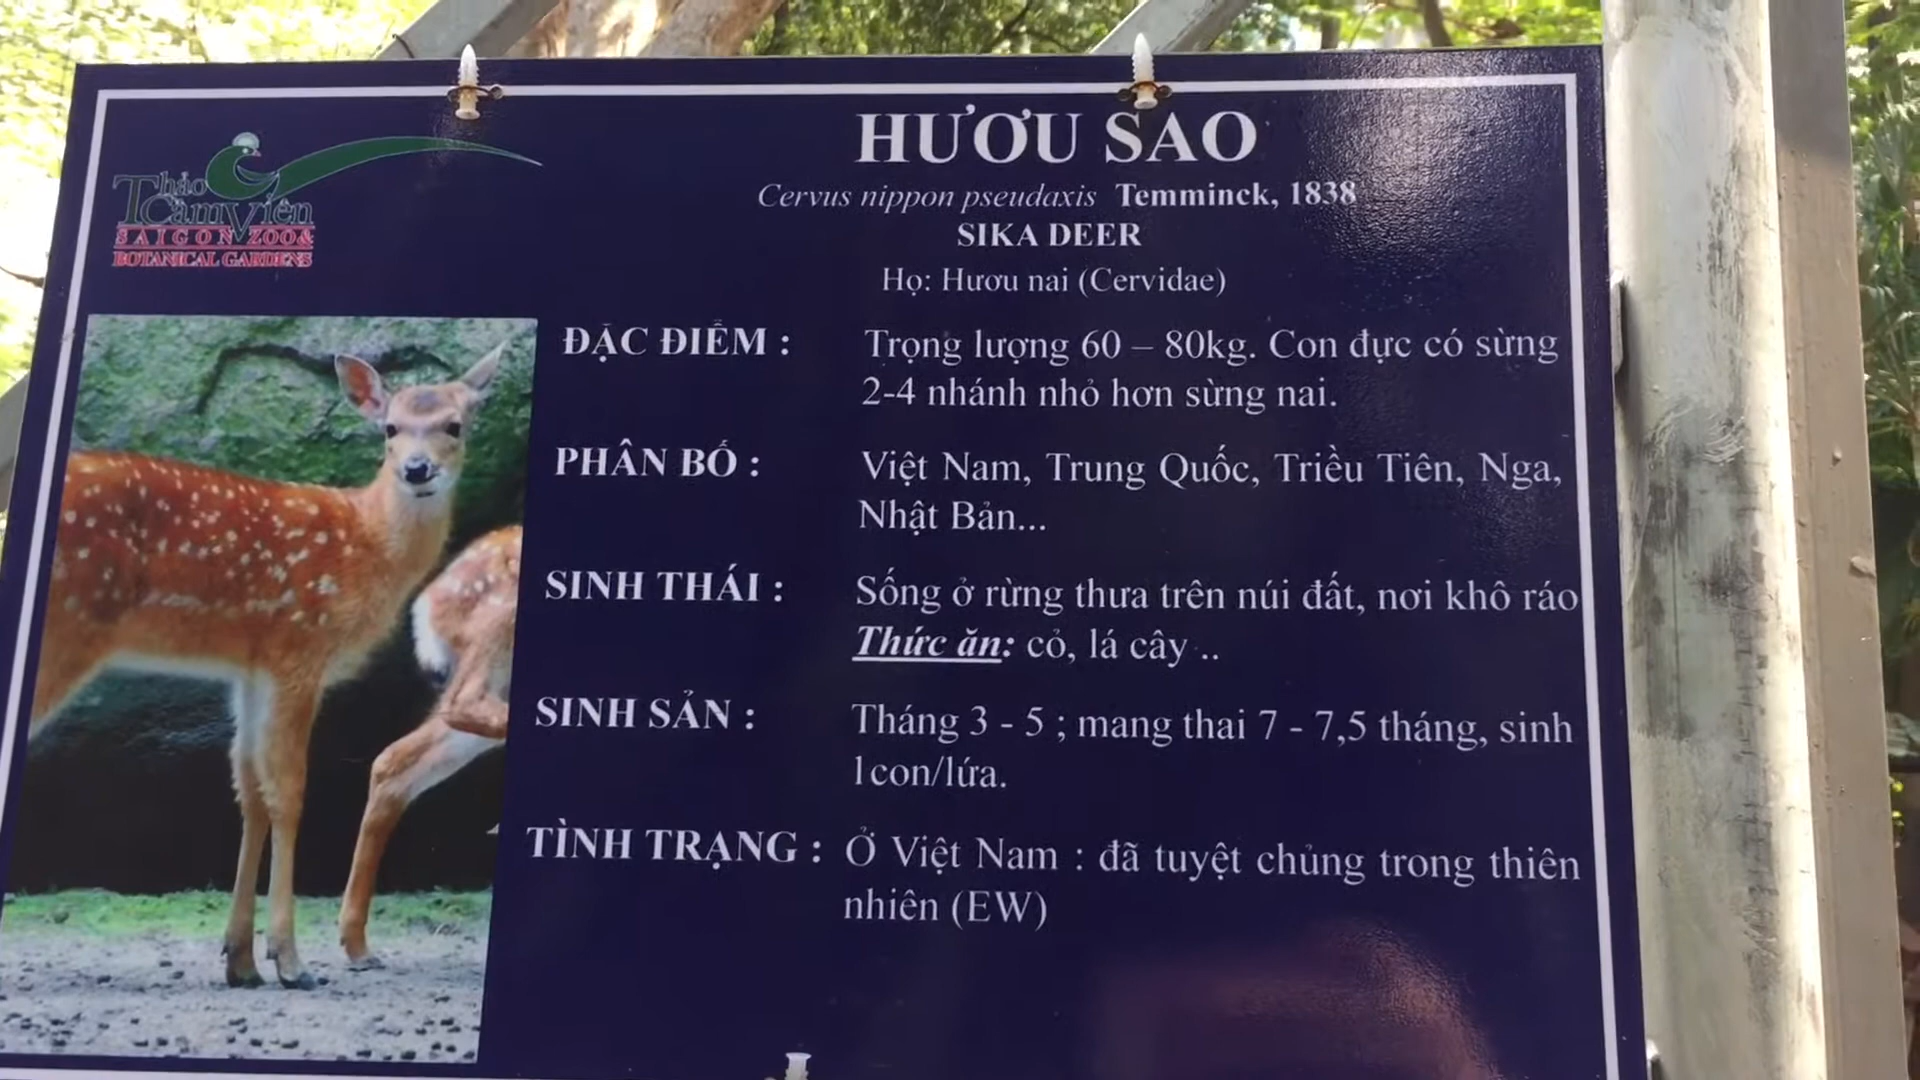 Thảo
Cầm Viên
SAIGON ZOO &
BOTANICAL GARDENS
HƯƠU SAO
Cervus nippon pseudaxis Temminck, 1838
SIKA DEER
Họ: Hươu nai (Cervidae)
ĐẶC ĐIỂM : Trọng lượng 60 – 80kg. Con đực có sừng
2-4 nhánh nhỏ hơn sừng nai.
PHÂN BỐ : Việt Nam, Trung Quốc, Triều Tiên, Nga,
Nhật Bản...
SINH THÁI : Sống ở rừng thưa trên núi đất, nơi khô ráo
Thức ăn: cỏ, lá cây ..
SINH SẢN : Tháng 3 - 5 ; mang thai 7 - 7,5 tháng, sinh
1con/lứa.
TÌNH TRẠNG : Ở Việt Nam : đã tuyệt chủng trong thiên
nhiên (EW)